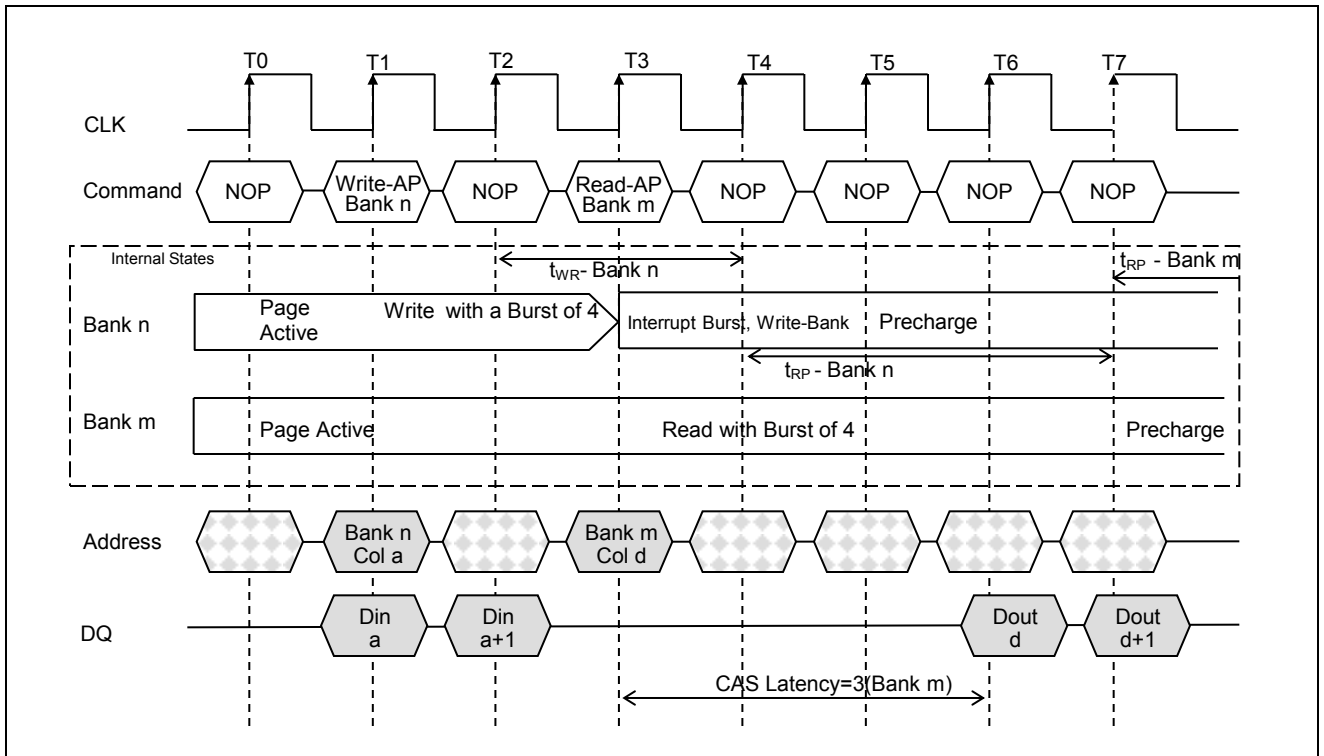 T0 T1 T2 T3 T4 T5 T6 T7
CLK
Command NOP Write-AP Bank n NOP Read-AP Bank m NOP NOP NOP NOP
Internal States
tWR- Bank n
tRP - Bank m
Bank n Page Active Write with a Burst of 4 Interrupt Burst, Write-Bank Precharge
tRP - Bank n
Bank m Page Active Read with Burst of 4 Precharge
Address Bank n Col a Bank m Col d
DQ Din a Din a+1 Dout d Dout d+1
CAS Latency=3(Bank m)